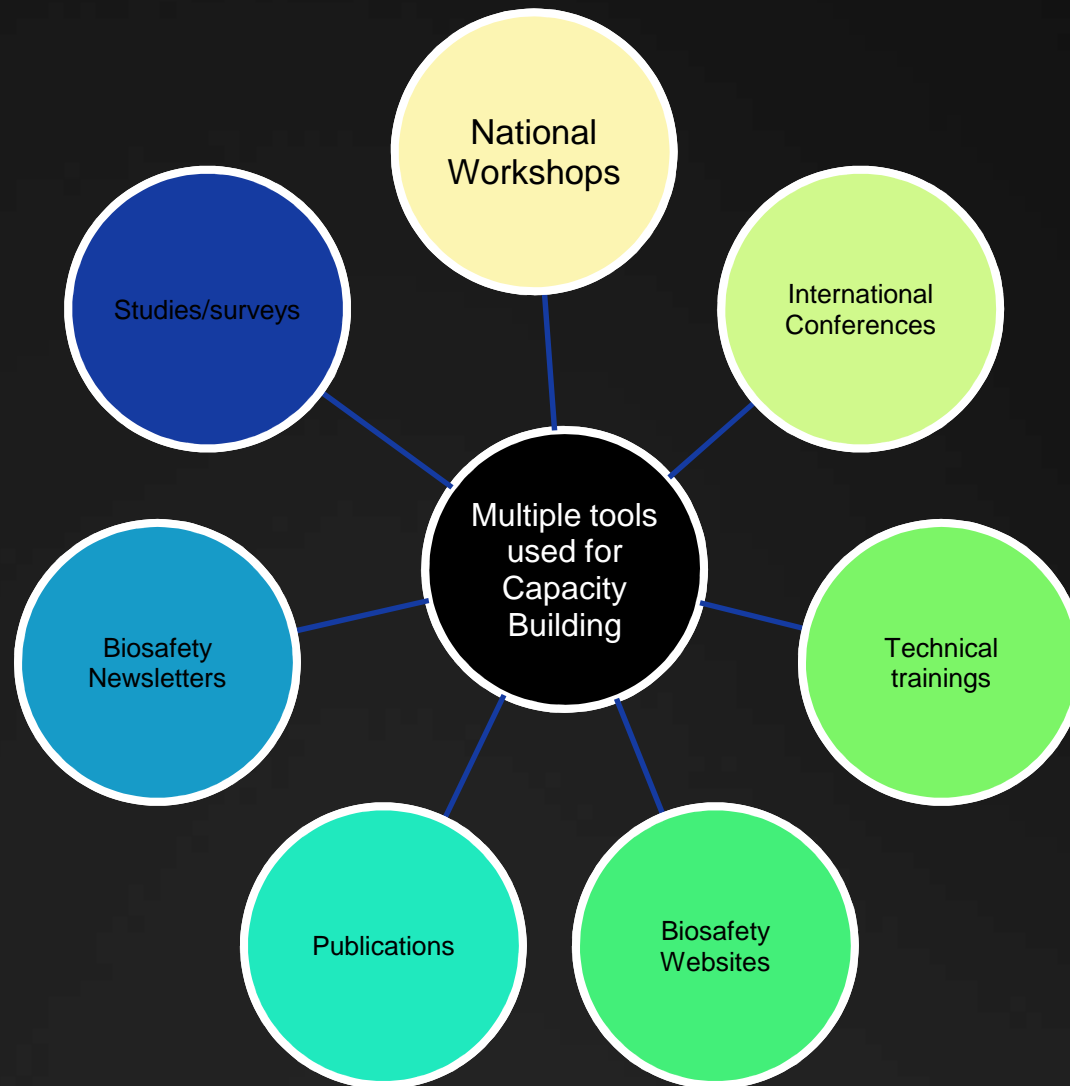 National
Workshops
International
Conferences
Technical
trainings
Biosafety
Websites
Publications
Biosafety
Newsletters
Studies/surveys
Multiple tools
used for
Capacity
Building